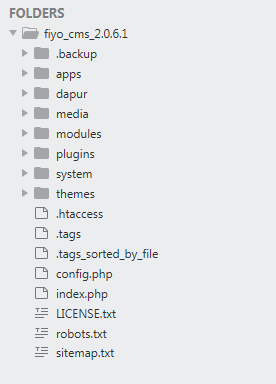 FOLDERS
fiyo_cms_2.0.6.1
.backup
apps
dapur
media
modules
plugins
system
themes
.htaccess
.tags
.tags_sorted_by_file
config.php
index.php
LICENSE.txt
robots.txt
sitemap.txt